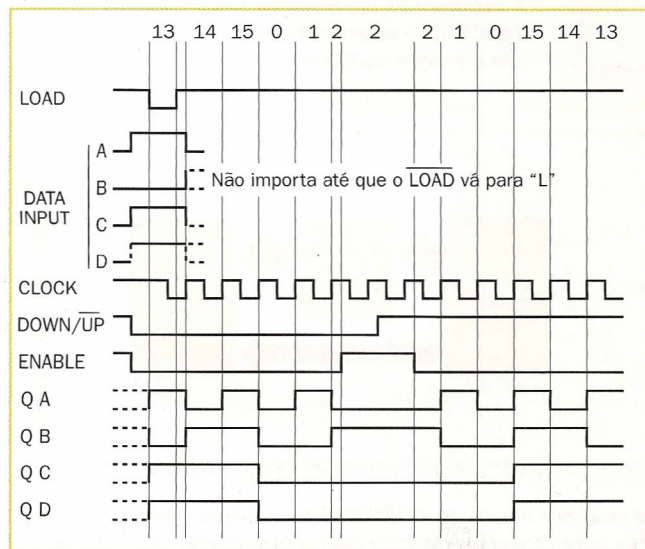 13 14 15 0 1 2 2 2 1 0 15 14 13
LOAD
A
B
Não importa até que o LOAD vá para “L”
DATA
INPUT
C
D
CLOCK
DOWN/UP
ENABLE
Q A
Q B
Q C
Q D